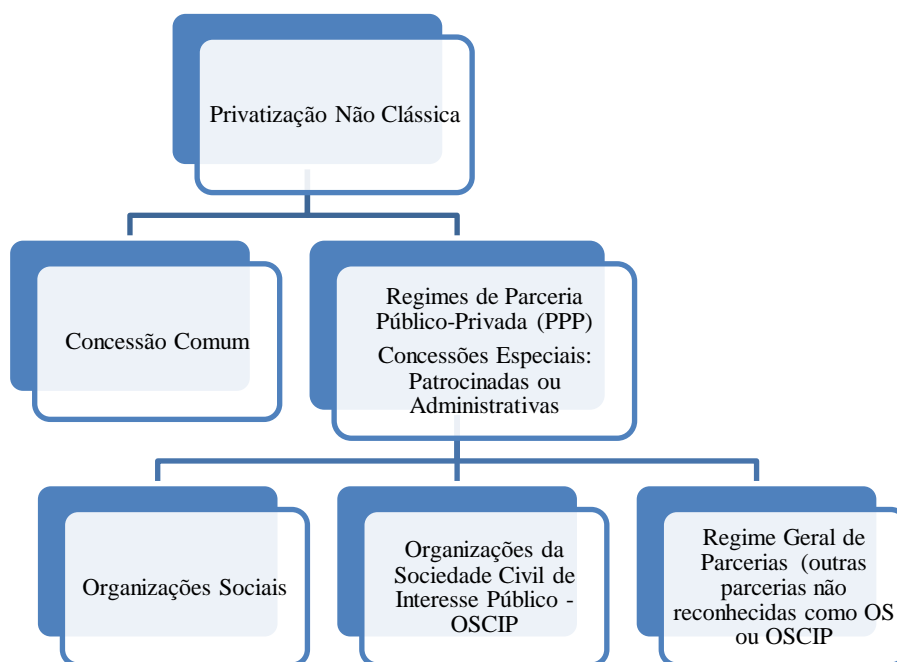 Privatização Não Clássica
Concessão Comum
Regimes de Parceria
Público-Privada (PPP)
Concessões Especiais:
Patrocinadas ou
Administrativas
Organizações Sociais
Organizações da
Sociedade Civil de
Interesse Público -
OSCIP
Regime Geral de
Parcerias (outras
parcerias não
reconhecidas como OS
ou OSCIP